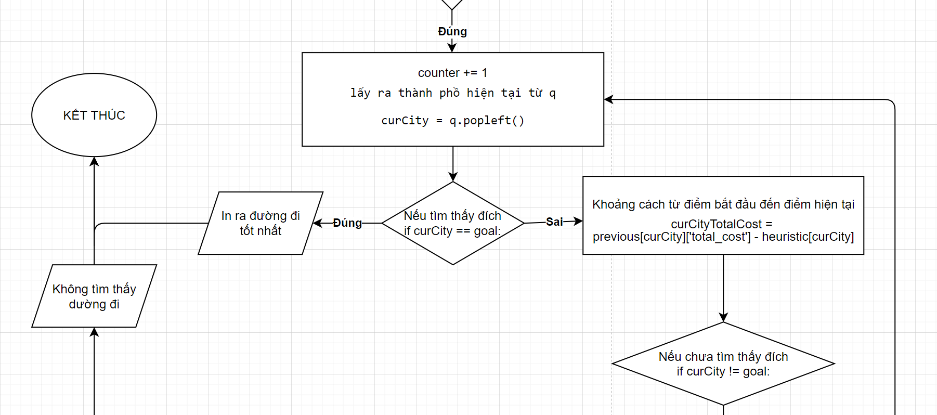 Đúng
counter += 1
lấy ra thành phồ hiện tại từ q
curCity = q.popleft()
KẾT THÚC
In ra đường đi
tốt nhất
Đúng
Nếu tìm thấy đích
if curCity == goal:
Sai
Khoảng cách từ điểm bắt đầu đến điểm hiện tại
curCityTotalCost =
previous[curCity]['total_cost'] - heuristic[curCity]
Không tìm thấy
dường đi
Nếu chưa tìm thấy đích
if curCity != goal: